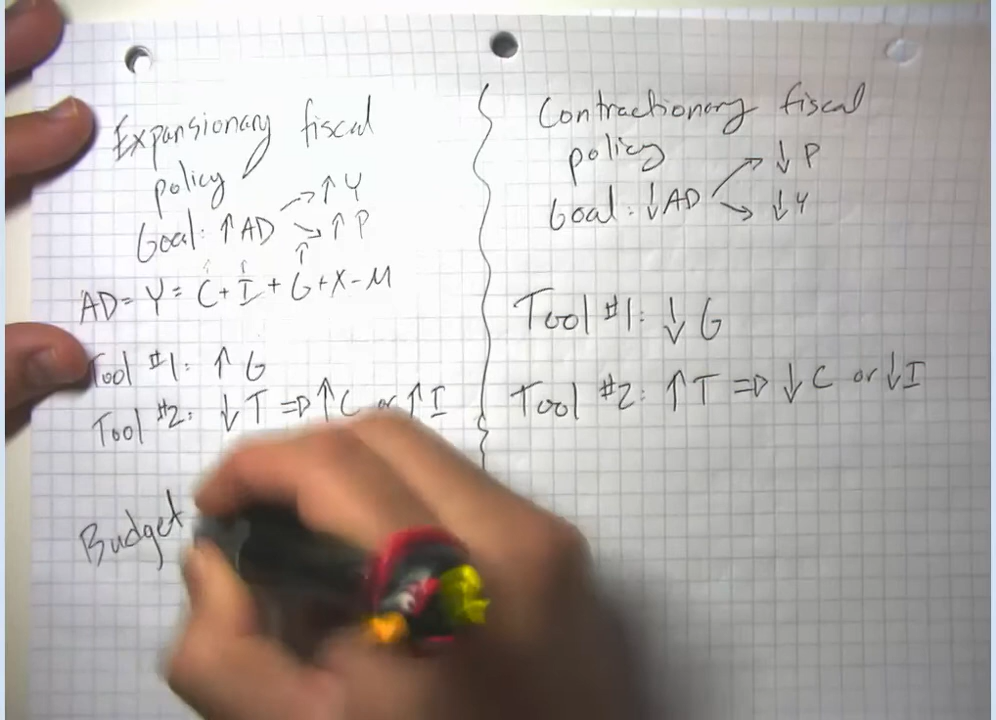 Expansionary fiscal
policy
Goal: ↑ AD → ↑ Y
→ ↑ P
AD = Y = C + I + G + X - M
Tool #1: ↑ G
Tool #2: ↓ T ⇒ ↑ C or ↑ I
Budget
Contractionary fiscal
policy
Goal: ↓ AD → ↓ P
→ ↓ Y
Tool #1: ↓ G
Tool #2: ↑ T ⇒ ↓ C or ↓ I